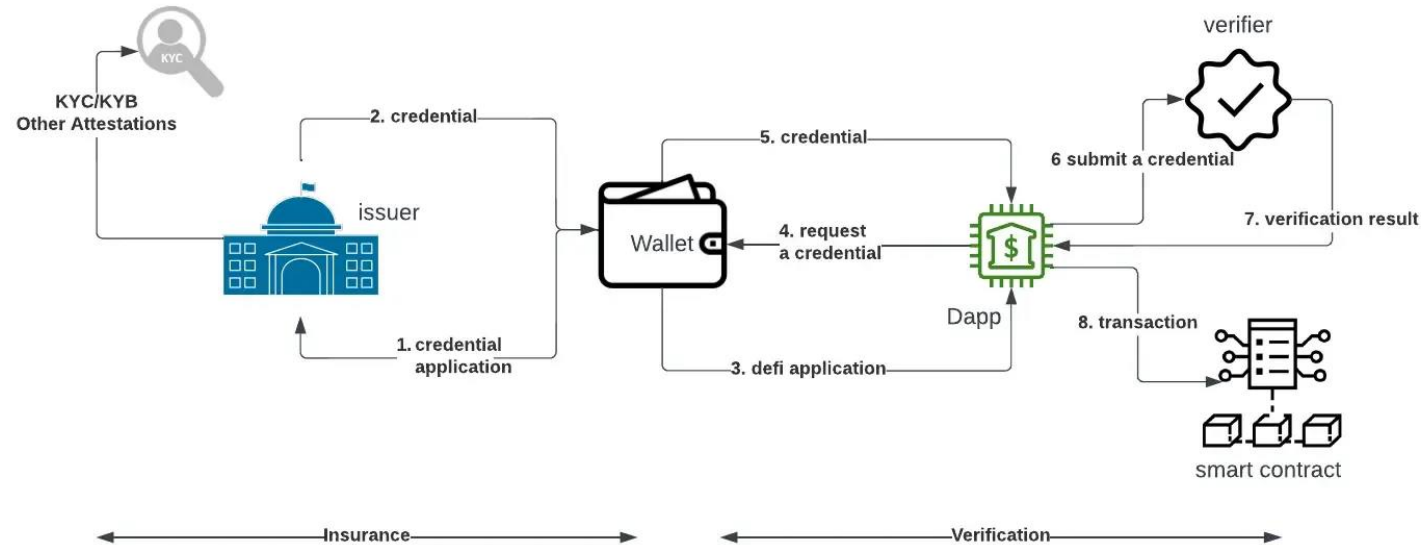 verifier
KYC
KYC/KYB
Other Attestations
2. credential
5. credential
6 submit a credential
issuer
7. verification result
Wallet
4. request
a credential
$
Dapp
8. transaction
1. credential
application
3. defi application
smart contract
Insurance
Verification